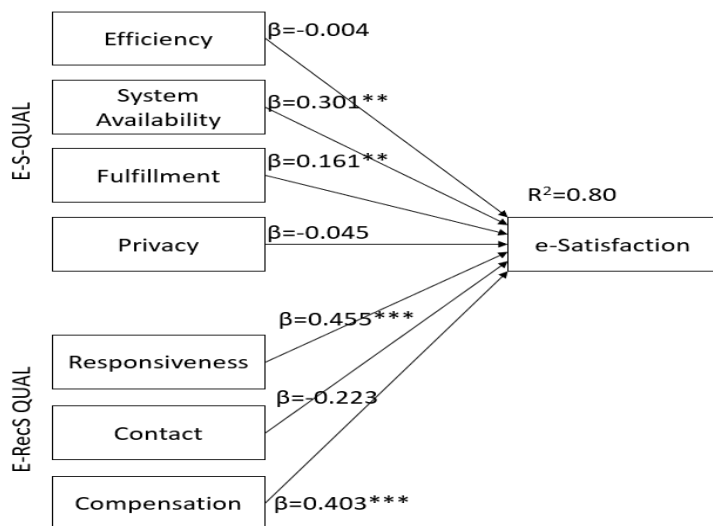 E-S-QUAL
Efficiency
β=-0.004
System
Availability
β=0.301**
Fulfillment
β=0.161**
Privacy
β=-0.045
R²=0.80
e-Satisfaction
E-RecS QUAL
Responsiveness
β=0.455***
Contact
β=-0.223
Compensation
β=0.403***